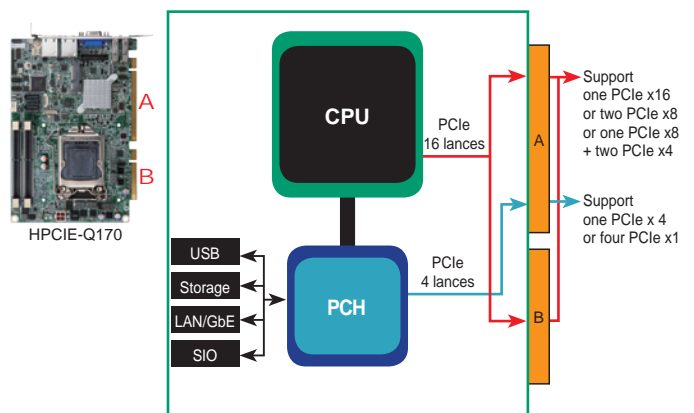 A
B
HPCIE-Q170
CPU
PCIe
16 lances
A
Support
one PCIe x16
or two PCIe x8
or one PCIe x8
+ two PCIe x4
Support
one PCIe x 4
or four PCIe x1
USB
Storage
LAN/GbE
SIO
PCH
PCIe
4 lances
B